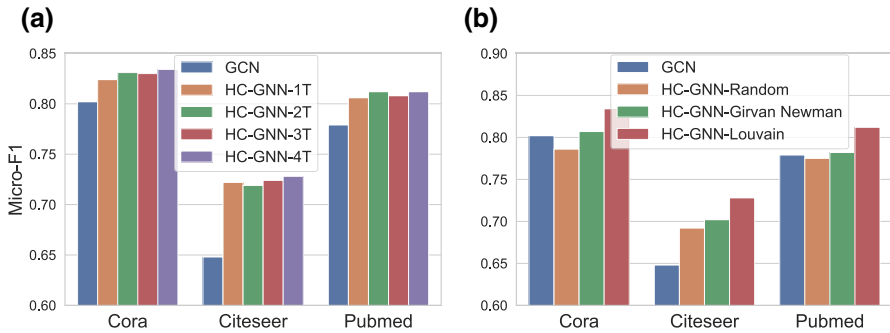 (a)
Micro-F1
0.85
0.80
0.75
0.70
0.65
0.60
GCN
HC-GNN-1T
HC-GNN-2T
HC-GNN-3T
HC-GNN-4T
Cora Citeseer Pubmed
(b)
0.90
0.85
0.80
0.75
0.70
0.65
0.60
GCN
HC-GNN-Random
HC-GNN-Girvan Newman
HC-GNN-Louvain
Cora Citeseer Pubmed